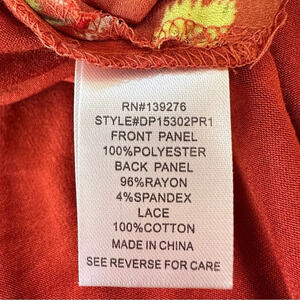 RN#139276
STYLE#DP15302PR1
FRONT PANEL
100%POLYESTER
BACK PANEL
96%RAYON
4%SPANDEX
LACE
100%COTTON
MADE IN CHINA
SEE REVERSE FOR CARE